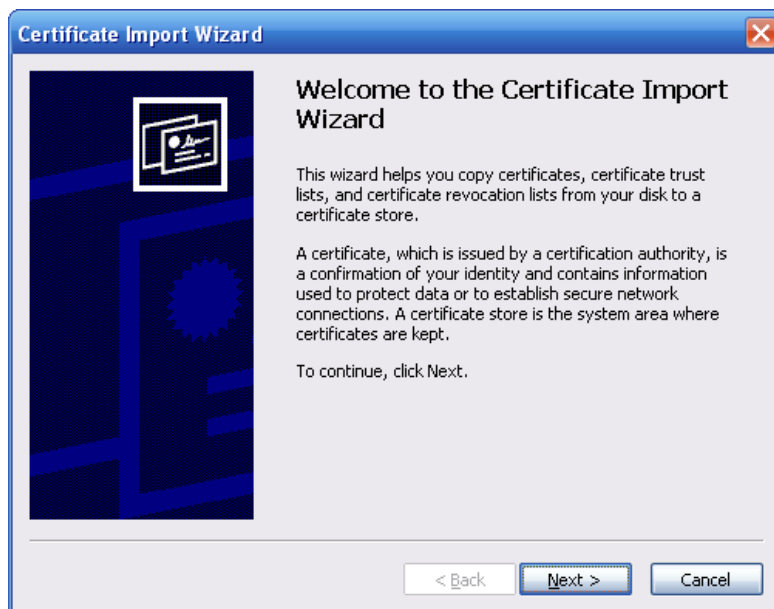 Certificate Import Wizard
Welcome to the Certificate Import
Wizard
This wizard helps you copy certificates, certificate trust
lists, and certificate revocation lists from your disk to a
certificate store.
A certificate, which is issued by a certification authority, is
a confirmation of your identity and contains information
used to protect data or to establish secure network
connections. A certificate store is the system area where
certificates are kept.
To continue, click Next.
< Back Next > Cancel